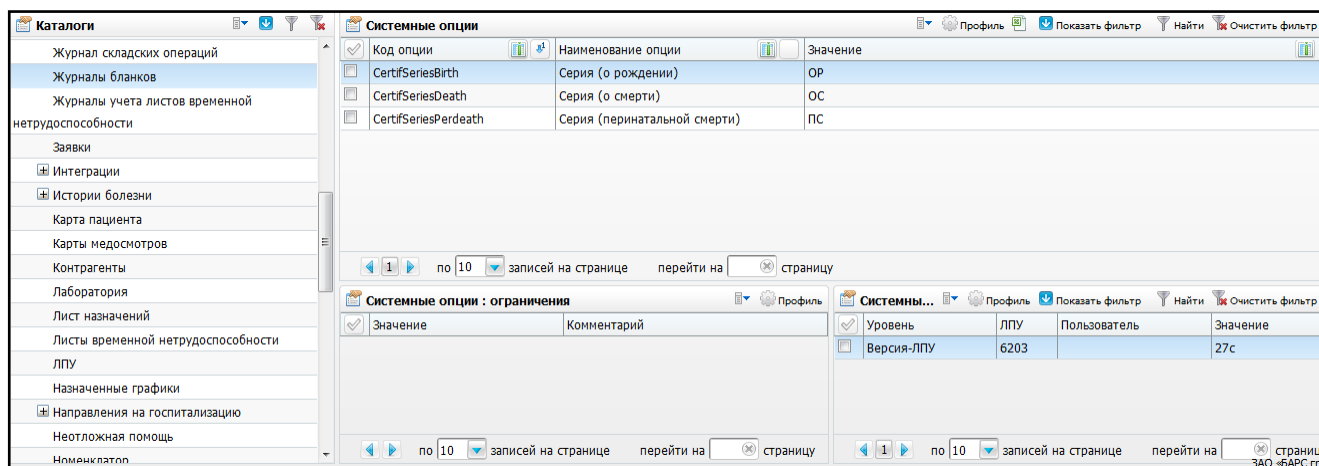 Каталоги
Журнал складских операций
Журналы бланков
Журналы учета листов временной
нетрудоспособности
Заявки
Интеграции
Истории болезни
Карта пациента
Карты медосмотров
Контрагенты
Лаборатория
Лист назначений
Листы временной нетрудоспособности
ЛПУ
Назначенные графики
Направления на госпитализацию
Неотложная помощь
Номенклатор
Системные опции Профиль Показать фильтр Найти Очистить фильтр
Код опции Наименование опции Значение
CertifSeriesBirth Серия (о рождении) ОР
CertifSeriesDeath Серия (о смерти) ОС
CertifSeriesPerdeath Серия (перинатальной смерти) ПС
1 по 10 записей на странице перейти на страницу
Системные опции : ограничения Профиль
Значение Комментарий
по 10 записей на странице перейти на страницу
Системны... Профиль Показать фильтр Найти Очистить фильтр
Уровень ЛПУ Пользователь Значение
Версия-ЛПУ 6203 27с
1 по 10 записей на странице перейти на страниц
ЗАО «БАРС гр